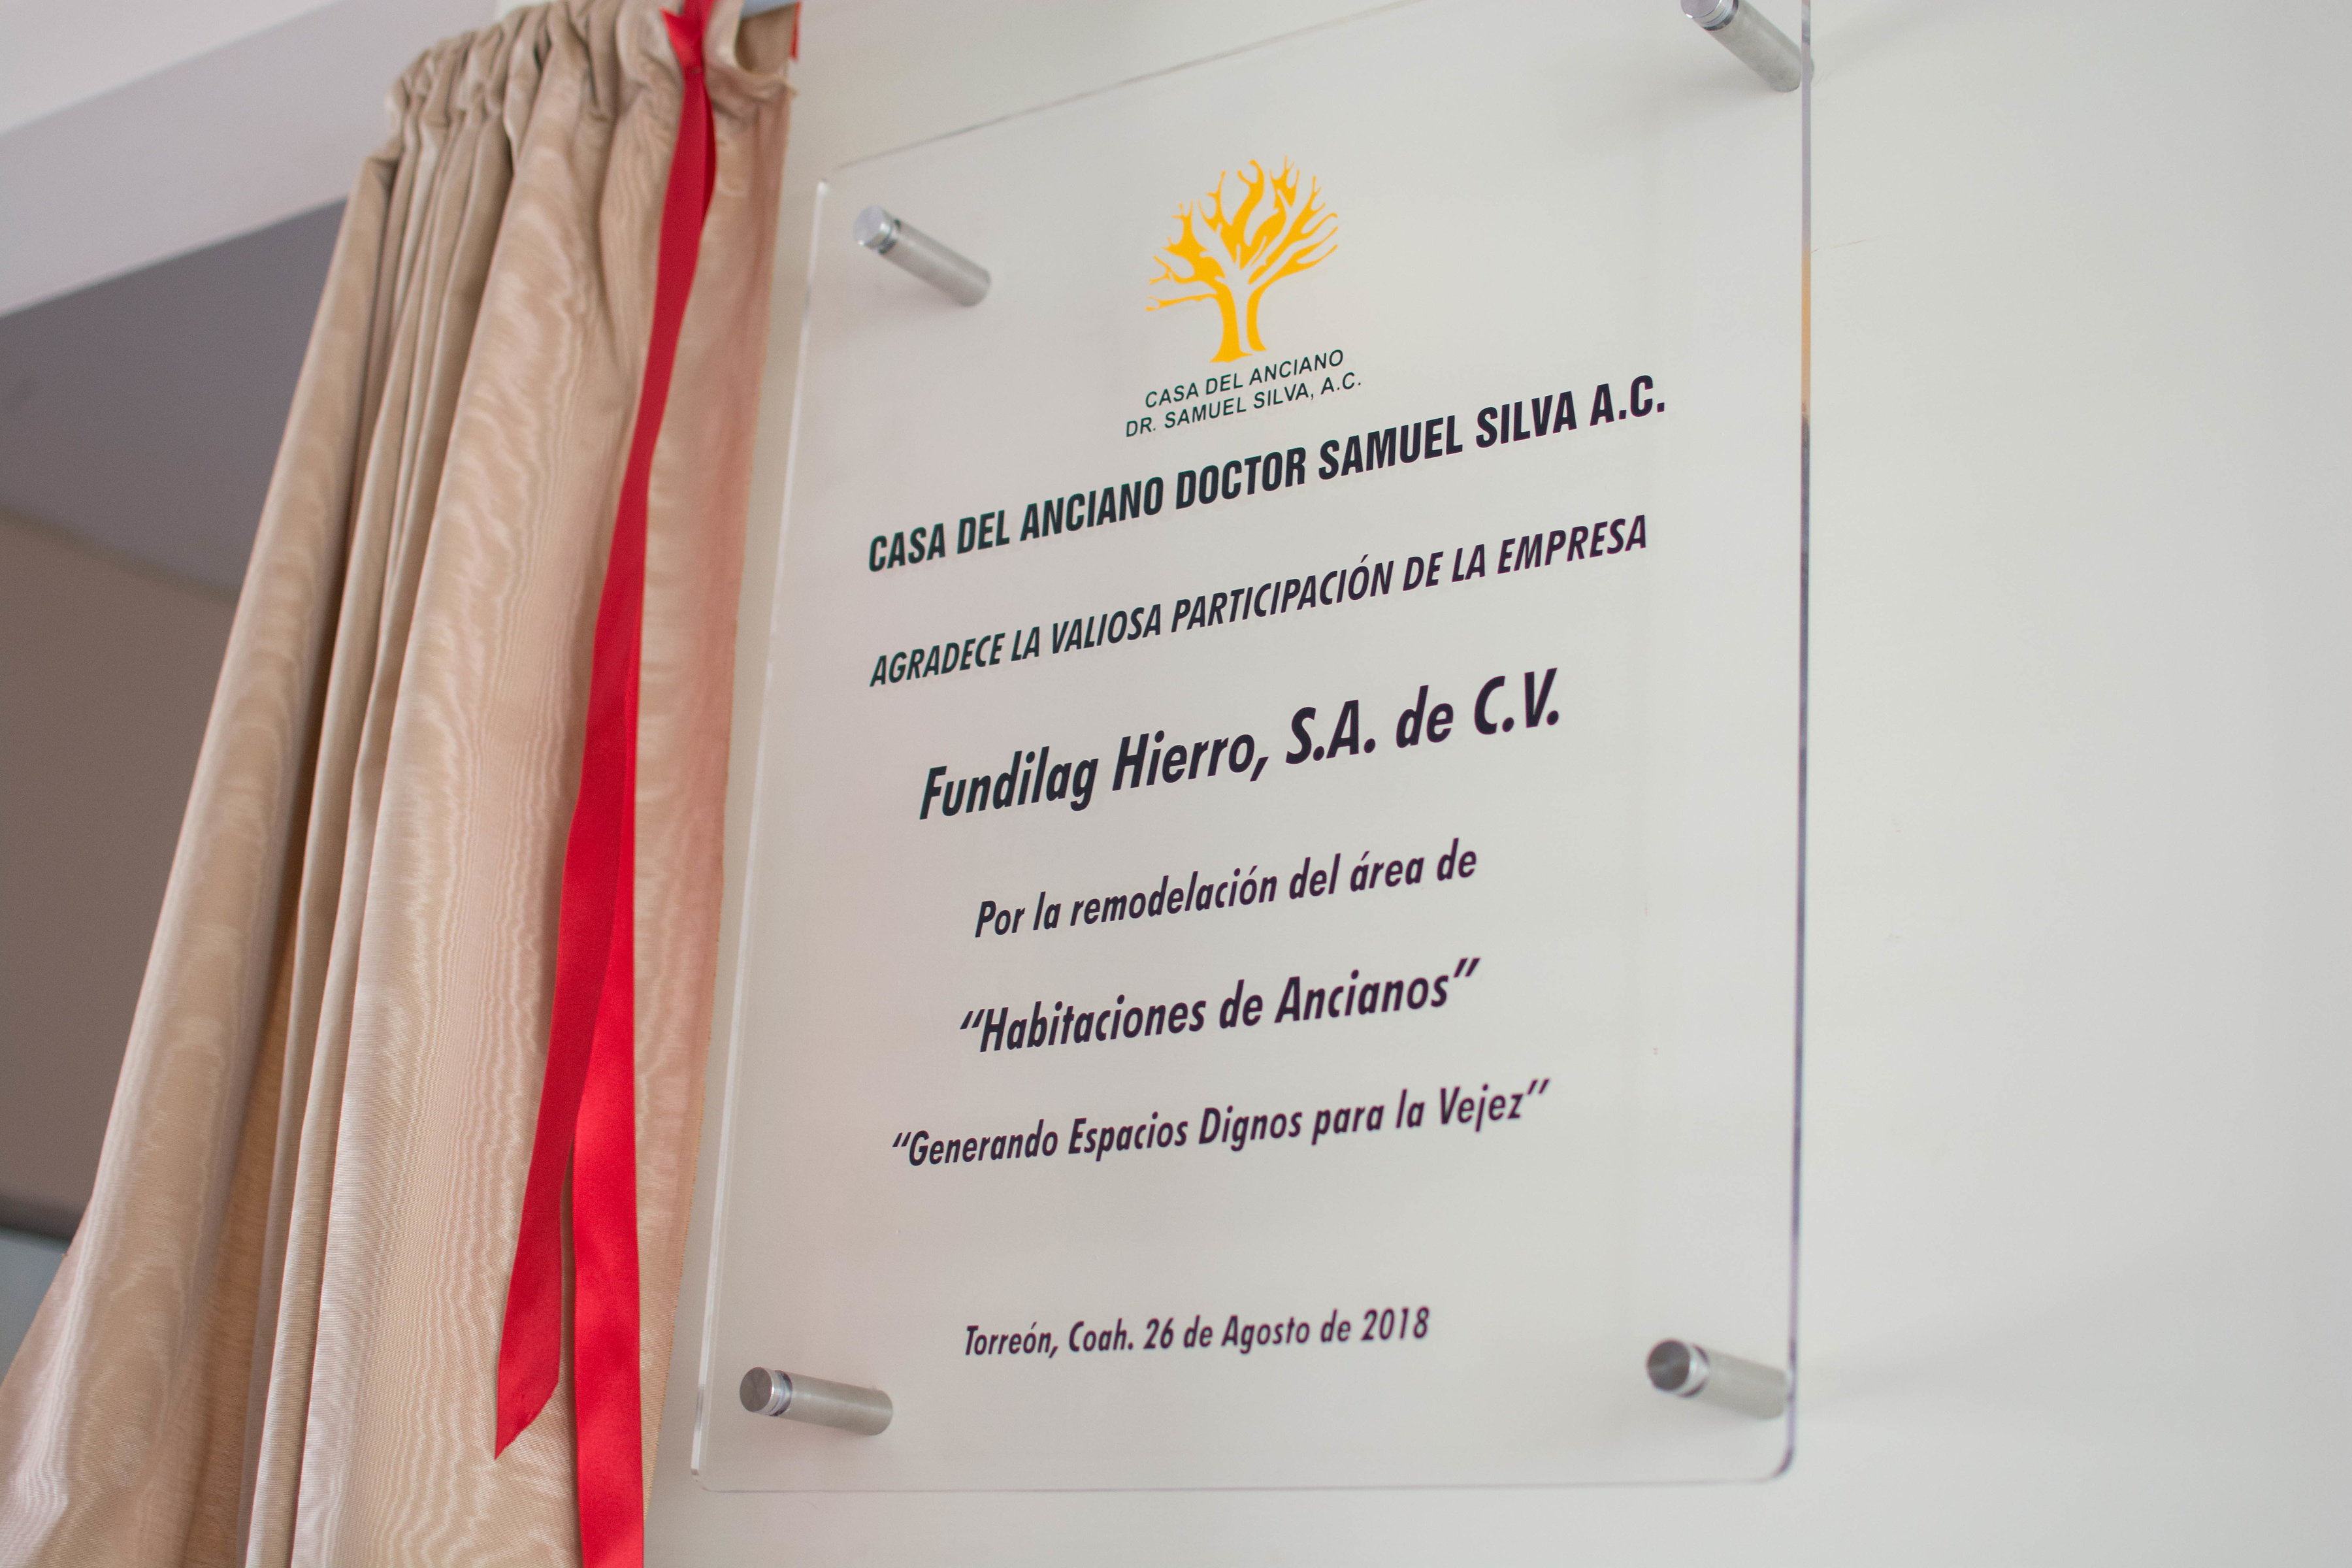 CASA DEL ANCIANO
DR. SAMUEL SILVA, A.C.
CASA DEL ANCIANO DOCTOR SAMUEL SILVA A.C.
AGRADECE LA VALIOSA PARTICIPACIÓN DE LA EMPRESA
Fundilag Hierro, S.A. de C.V.
Por la remodelación del área de
“Habitaciones de Ancianos”
“Generando Espacios Dignos para la Vejez”
Torreón, Coah. 26 de Agosto de 2018